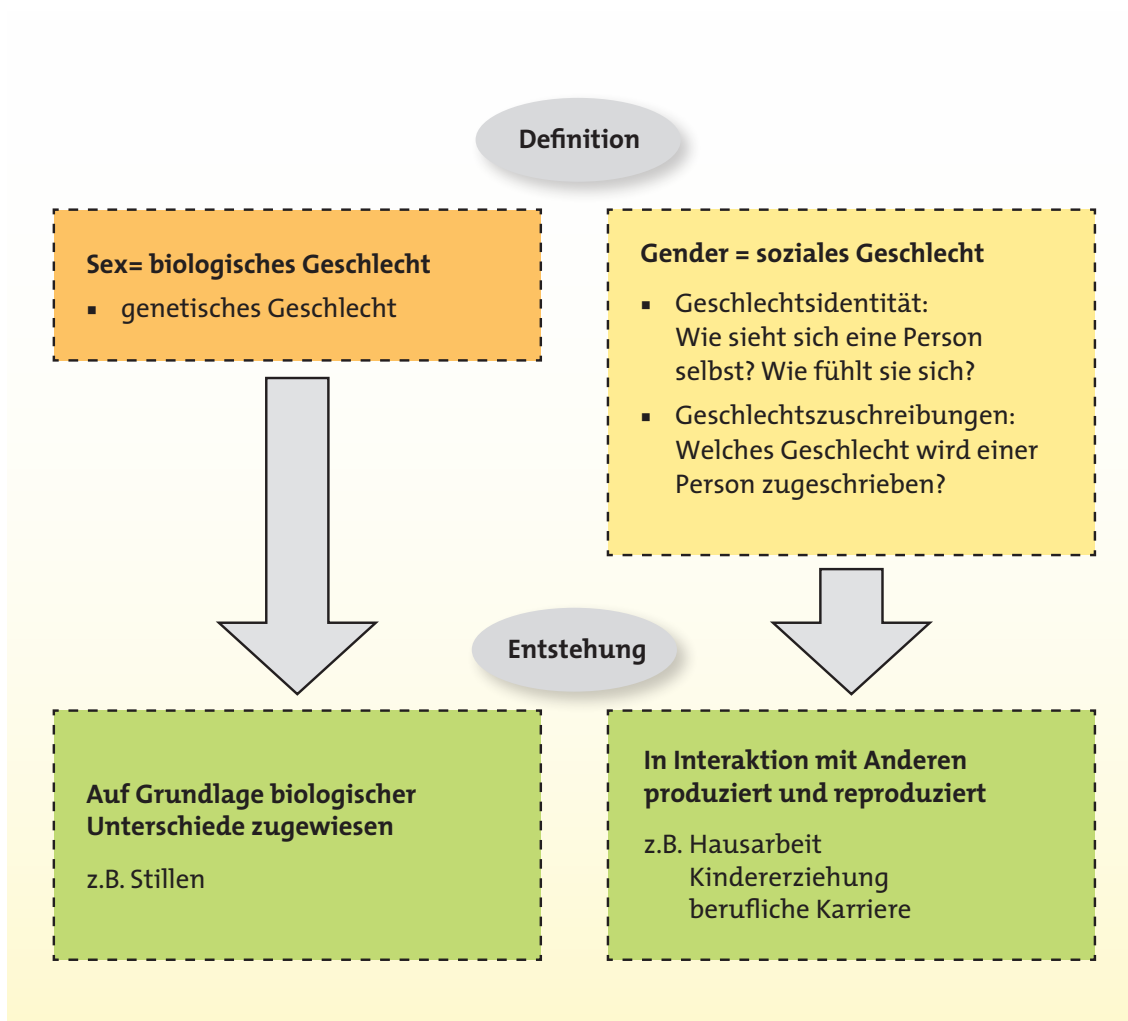 Definition
Sex= biologisches Geschlecht
▪ genetisches Geschlecht
Gender = soziales Geschlecht
▪ Geschlechtsidentität:
Wie sieht sich eine Person
selbst? Wie fühlt sie sich?
▪ Geschlechtszuschreibungen:
Welches Geschlecht wird einer
Person zugeschrieben?
Entstehung
Auf Grundlage biologischer
Unterschiede zugewiesen
z.B. Stillen
In Interaktion mit Anderen
produziert und reproduziert
z.B. Hausarbeit
Kindererziehung
berufliche Karriere